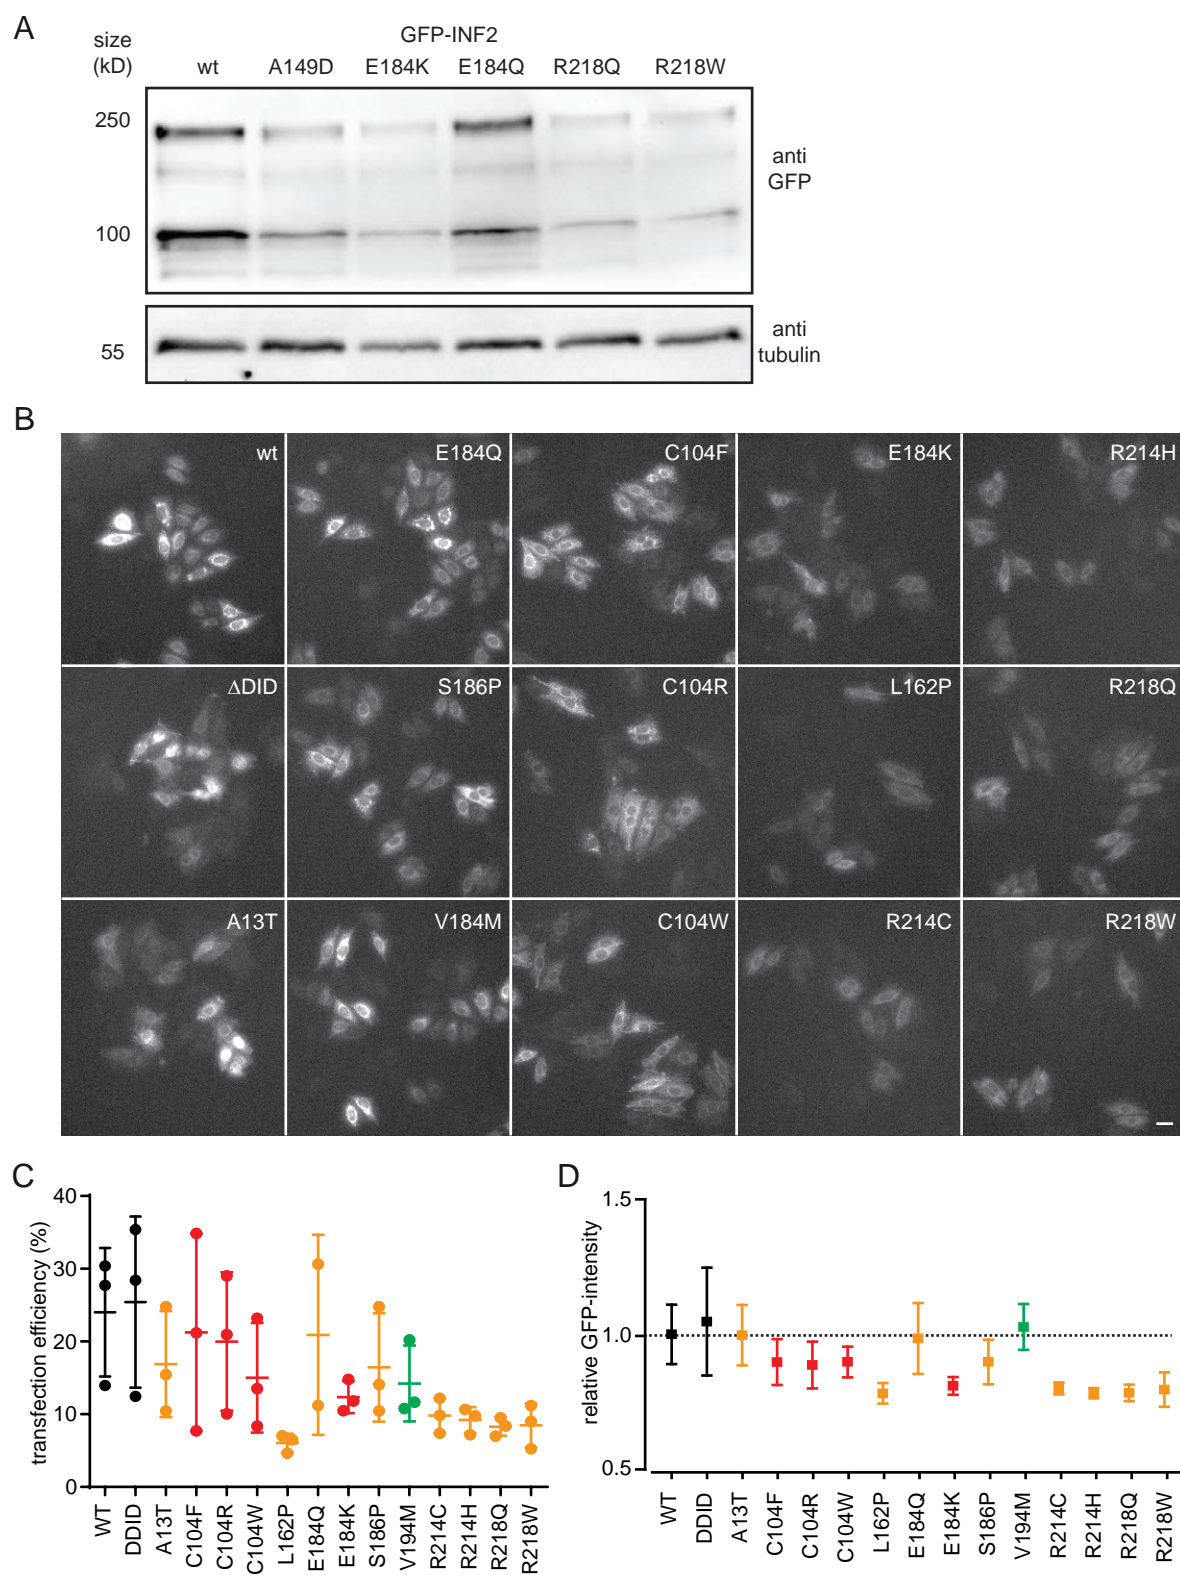 A
size
(kD)
GFP-INF2
wt A149D E184K E184Q R218Q R218W
250
100
anti
GFP
55
anti
tubulin
B
wt E184Q C104F E184K R214H
ΔDID S186P C104R L162P R218Q
A13T V184M C104W R214C R218W
C
transfection efficiency (%)
40
30
20
10
0
WT DDID A13T C104F C104R C104W L162P E184Q E184K S186P V194M R214C R214H R218Q R218W
D
relative GFP-intensity
1.5
1.0
0.5
WT DDID A13T C104F C104R C104W L162P E184Q E184K S186P V194M R214C R214H R218Q R218W